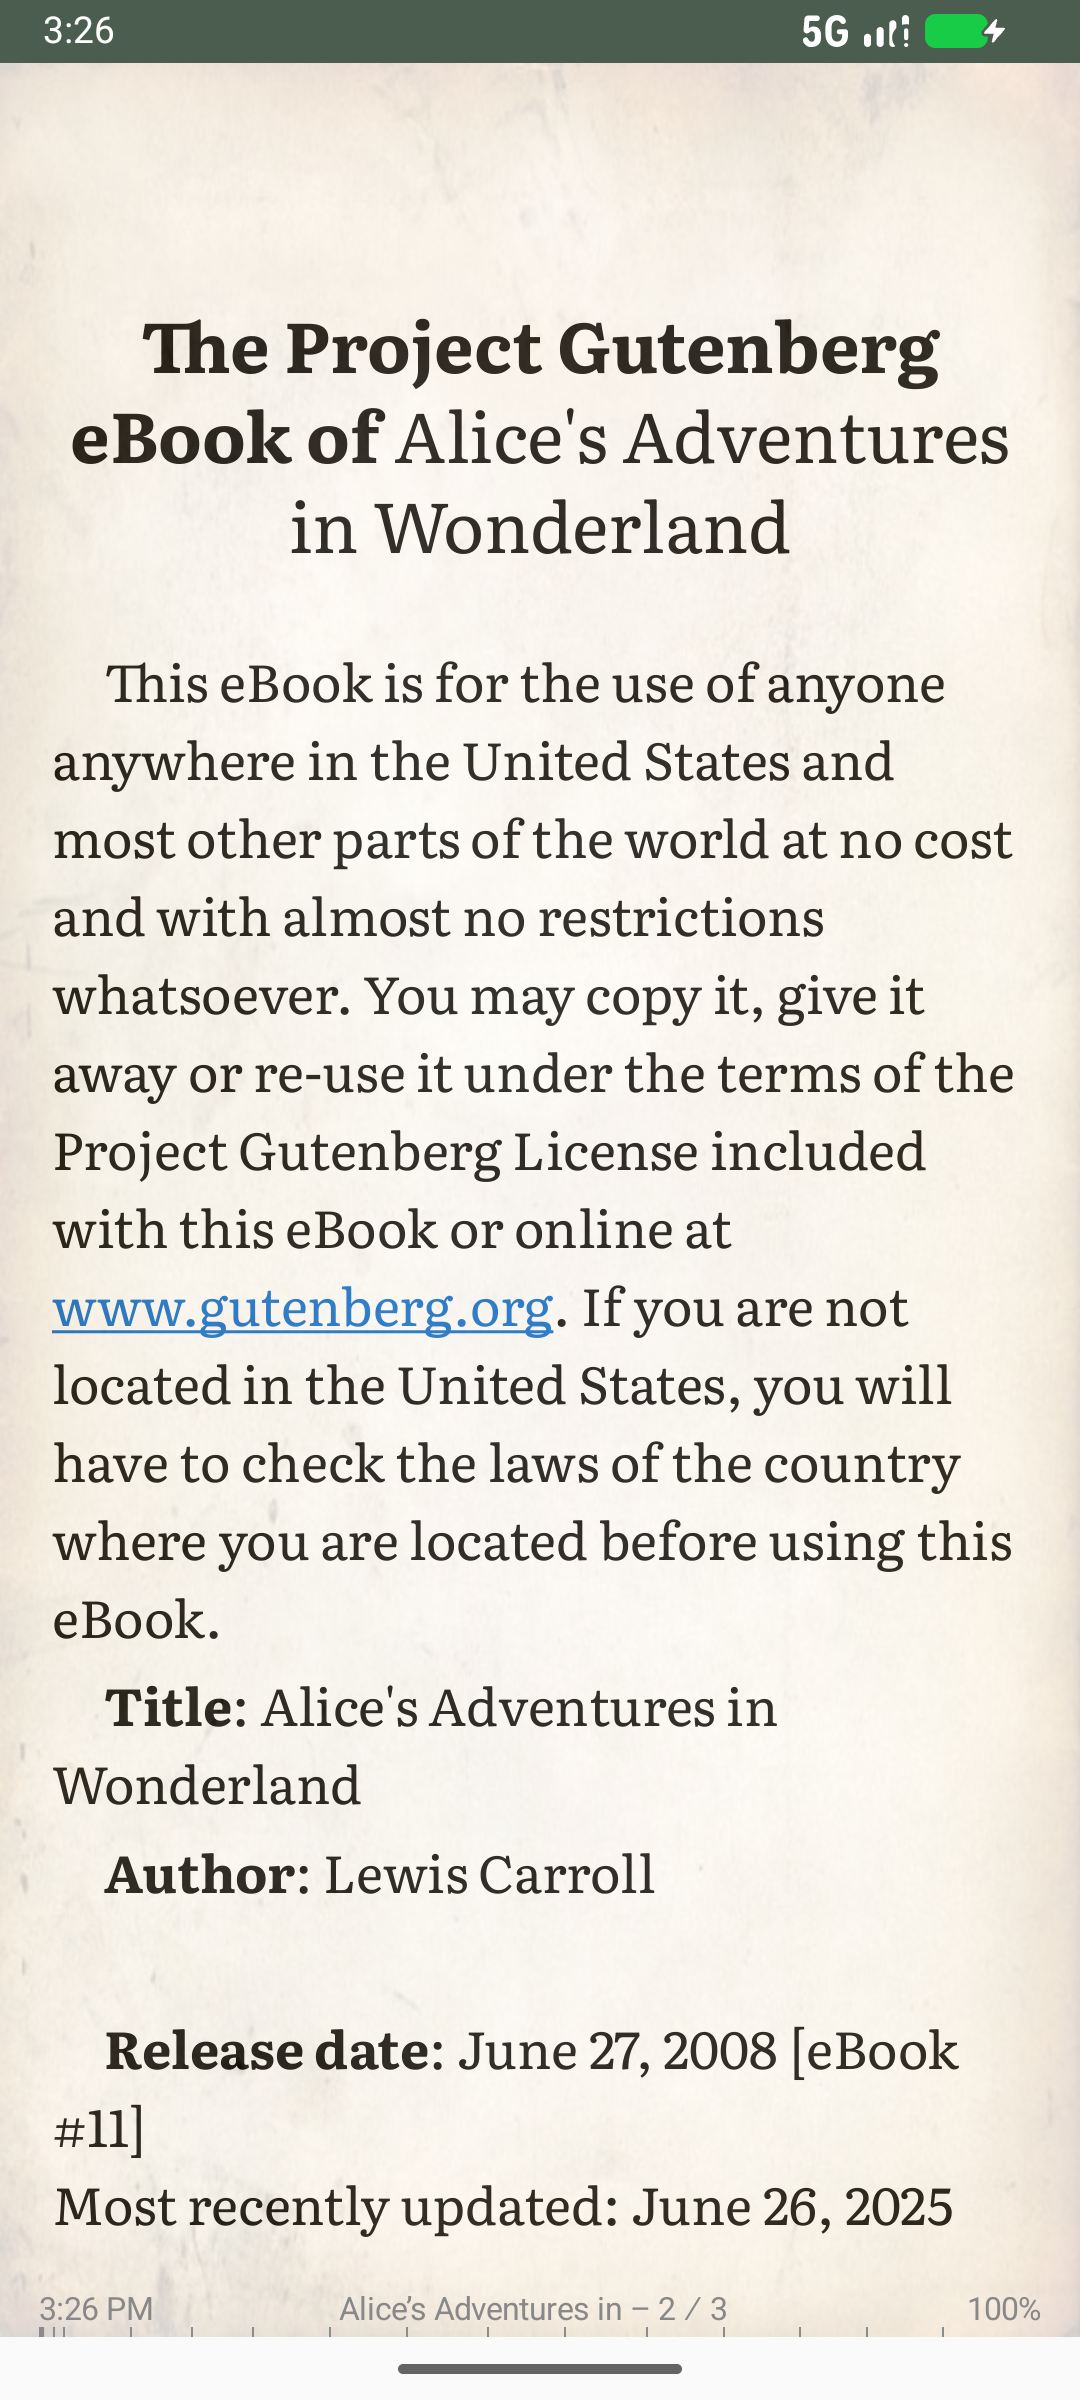 3:26
5G
The Project Gutenberg
eBook of Alice's Adventures
in Wonderland
This eBook is for the use of anyone
anywhere in the United States and
most other parts of the world at no cost
and with almost no restrictions
whatsoever. You may copy it, give it
away or re-use it under the terms of the
Project Gutenberg License included
with this eBook or online at
www.gutenberg.org. If you are not
located in the United States, you will
have to check the laws of the country
where you are located before using this
eBook.
Title: Alice's Adventures in
Wonderland
Author: Lewis Carroll
Release date: June 27, 2008 [eBook
#11]
Most recently updated: June 26, 2025
3:26 PM Alice’s Adventures in – 2 / 3 100%